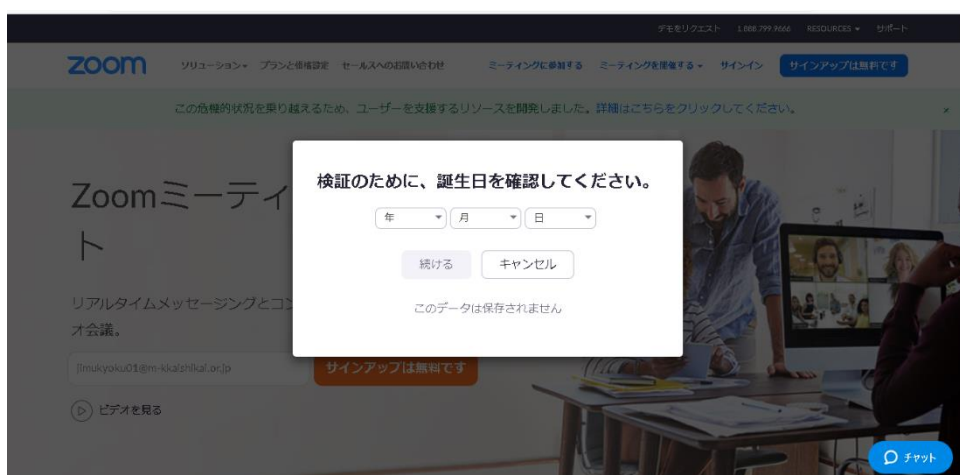 デモをリクエスト 1.888.799.9666 RESOURCES サポート
zoom ソリューション プランと価格設定 セールスへのお問い合わせ ミーティングに参加する ミーティングを開催する サインイン サインアップは無料です
この危機的状況を乗り越えるため、ユーザーを支援するリソースを開発しました。詳細はこちらをクリックしてください。 ×
Zoomミーティ
ト
検証のために、誕生日を確認してください。
年 月 日
続ける キャンセル
このデータは保存されません
リアルタイムメッセージングとコン
オ会議。
jimukyoku01@m-kkaishikai.or.jp サインアップは無料です
ビデオを見る
チャット